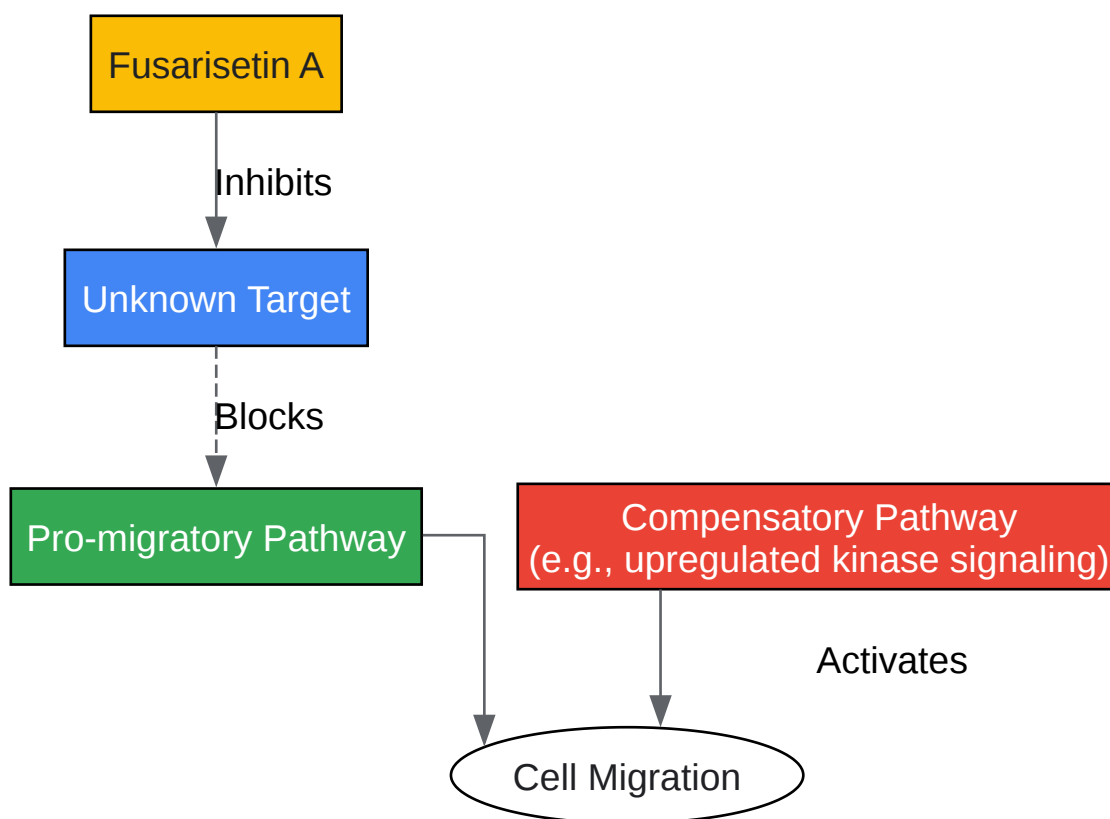 Fusarisetin A
Inhibits
Unknown Target
Blocks
Pro-migratory Pathway
Compensatory Pathway
(e.g., upregulated kinase signaling)
Activates
Cell Migration